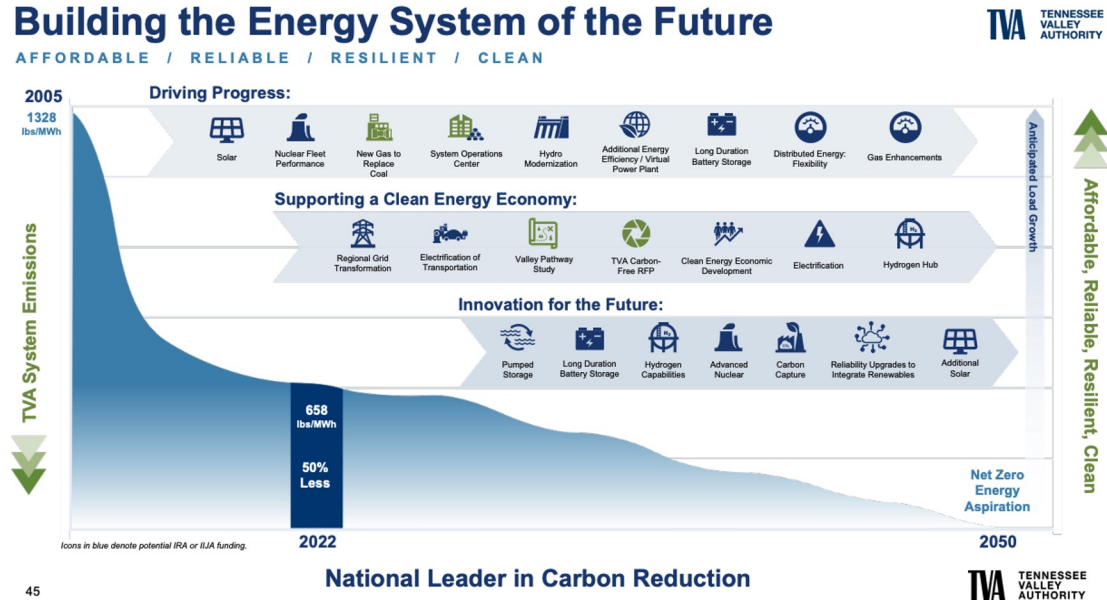 Building the Energy System of the Future
TVA TENNESSEE
VALLEY
AUTHORITY
AFFORDABLE / RELIABLE / RESILIENT / CLEAN
2005
1328
lbs/MWh
Driving Progress:
Solar
Nuclear Fleet
Performance
New Gas to
Replace
Coal
System Operations
Center
Hydro
Modernization
Additional Energy
Efficiency / Virtual
Power Plant
Long Duration
Battery Storage
Distributed Energy:
Flexibility
Gas Enhancements
Supporting a Clean Energy Economy:
Regional Grid
Transformation
Electrification of
Transportation
Valley Pathway
Study
TVA Carbon-
Free RFP
Clean Energy Economic
Development
Electrification
Hydrogen Hub
Innovation for the Future:
Pumped
Storage
Long Duration
Battery Storage
Hydrogen
Capabilities
Advanced
Nuclear
Carbon
Capture
Reliability Upgrades to
Integrate Renewables
Additional
Solar
Anticipated Load Growth
Affordable, Reliable, Resilient, Clean
TVA System Emissions
658
lbs/MWh
50%
Less
Net Zero
Energy
Aspiration
Icons in blue denote potential IRA or IIJA funding.
2022
2050
National Leader in Carbon Reduction
45
TVA TENNESSEE
VALLEY
AUTHORITY